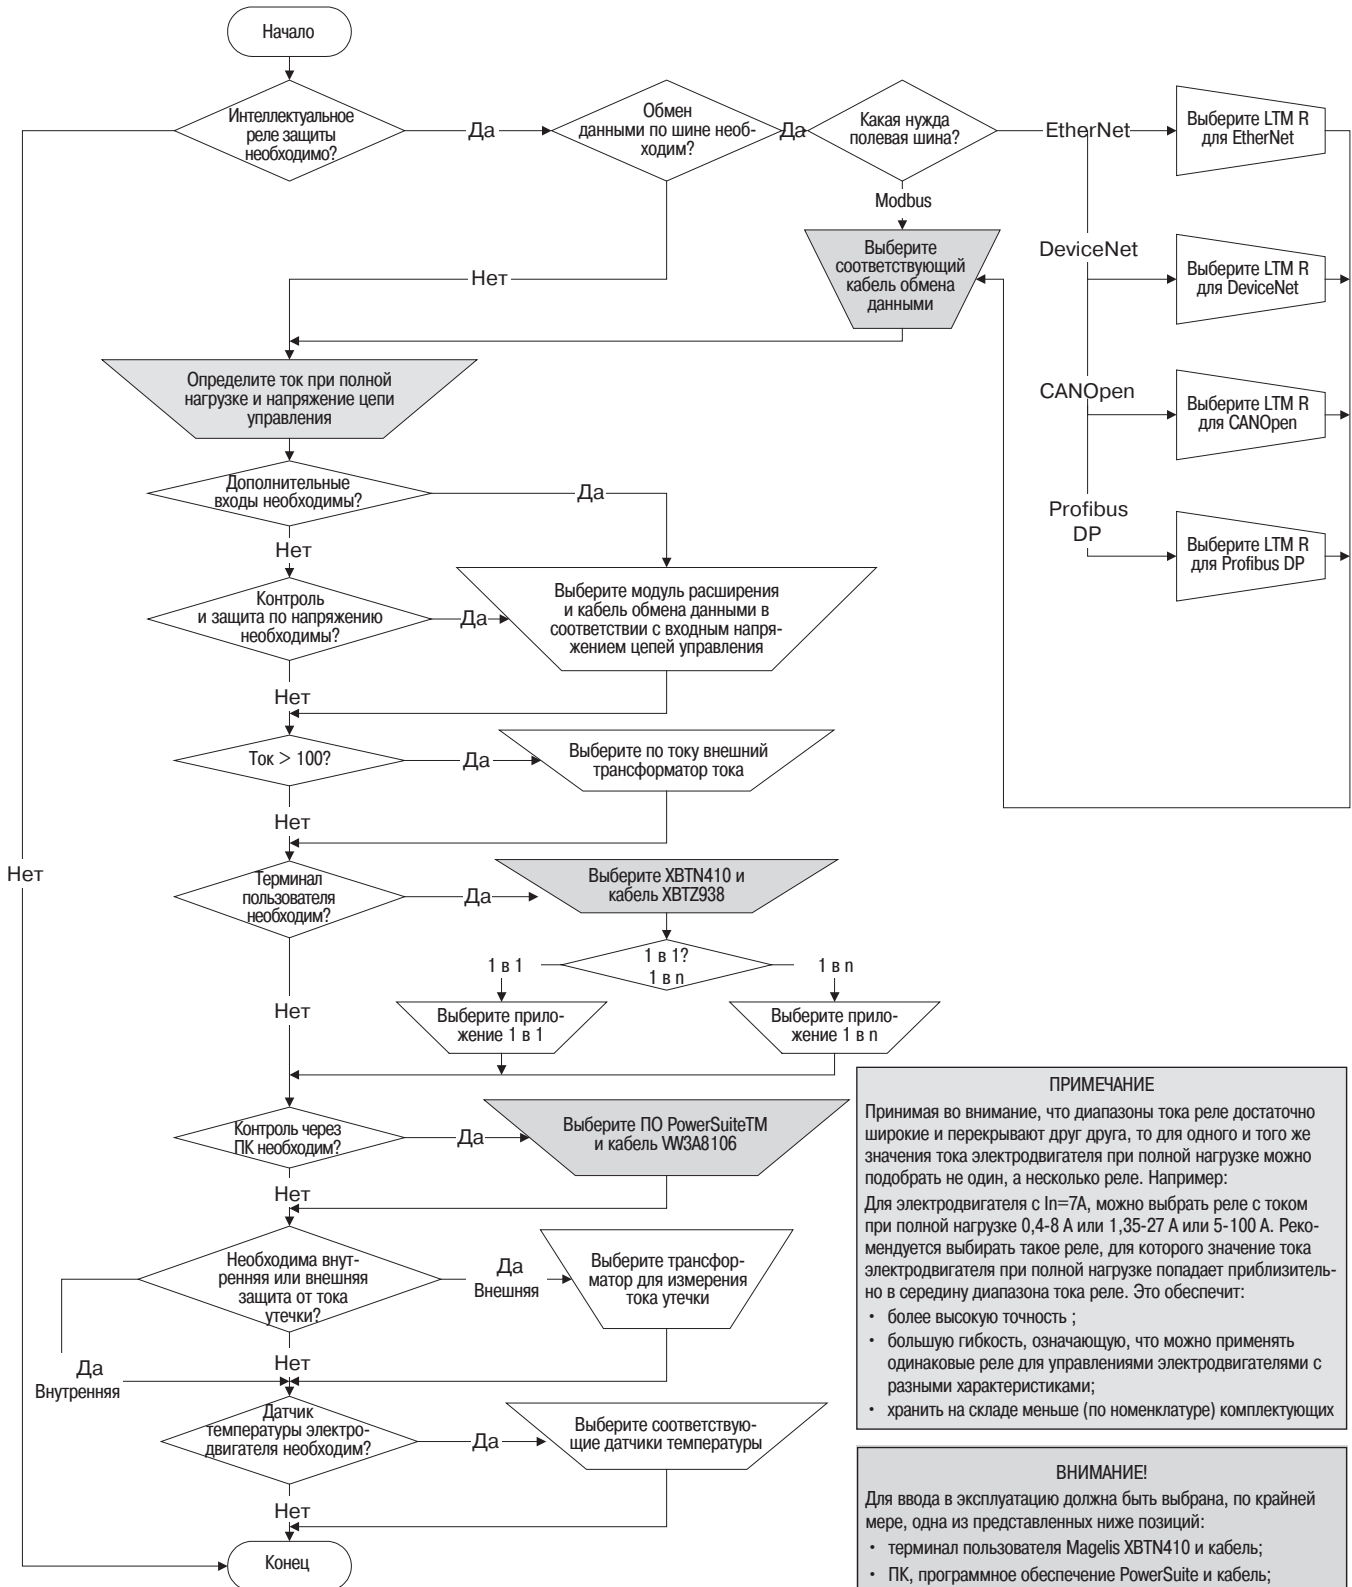 Начало
Интеллектуальное
реле защиты
необходимо?
Да
Обмен
данными по шине необ-
ходим?
Да
Какая нужда
полевая шина?
EtherNet
Выберите LTM R
для EtherNet
Modbus
Выберите
соответствующий
кабель обмена
данными
DeviceNet
Выберите LTM R
для DeviceNet
Нет
CANOpen
Выберите LTM R
для CANOpen
Определите ток при полной
нагрузке и напряжение цепи
управления
Profibus
DP
Выберите LTM R
для Profibus DP
Дополнительные
входы необходимы?
Да
Нет
Контроль
и защита по напряжению
необходимы?
Да
Выберите модуль расширения
и кабель обмена данными в
соответствии с входным напря-
жением цепей управления
Нет
Ток > 100?
Да
Выберите по току внешний
трансформатор тока
Нет
Нет
Терминал
пользователя
необходим?
Да
Выберите XBTN410 и
кабель XBTZ938
1 в 1
1 в 1?
1 в n
1 в n
Нет
Выберите прило-
жение 1 в 1
Выберите прило-
жение 1 в n
Контроль через
ПК необходим?
Да
Выберите ПО PowerSuiteTM
и кабель VW3A8106
Нет
Необходима внут-
ренняя или внешняя
защита от тока
утечки?
Да
Внешняя
Выберите трансфор-
матор для измерения
тока утечки
Да
Внутренняя
Нет
Датчик
температуры электро-
двигателя необходим?
Да
Выберите соответствую-
щие датчики температуры
Нет
Конец
ПРИМЕЧАНИЕ
Принимая во внимание, что диапазоны тока реле достаточно
широкие и перекрывают друг друга, то для одного и того же
значения тока электродвигателя при полной нагрузке можно
подобрать не один, а несколько реле. Например:
Для электродвигателя с In=7А, можно выбрать реле с током
при полной нагрузке 0,4-8 А или 1,35-27 А или 5-100 А. Реко-
мендуется выбирать такое реле, для которого значение тока
электродвигателя при полной нагрузке попадает приблизитель-
но в середину диапазона тока реле. Это обеспечит:
• более высокую точность ;
• большую гибкость, означающую, что можно применять
одинаковые реле для управлениями электродвигателями с
разными характеристиками;
• хранить на складе меньше (по номенклатуре) комплектующих
ВНИМАНИЕ!
Для ввода в эксплуатацию должна быть выбрана, по крайней
мере, одна из представленных ниже позиций:
• терминал пользователя Magelis XBTN410 и кабель;
• ПК, программное обеспечение PowerSuite и кабель;